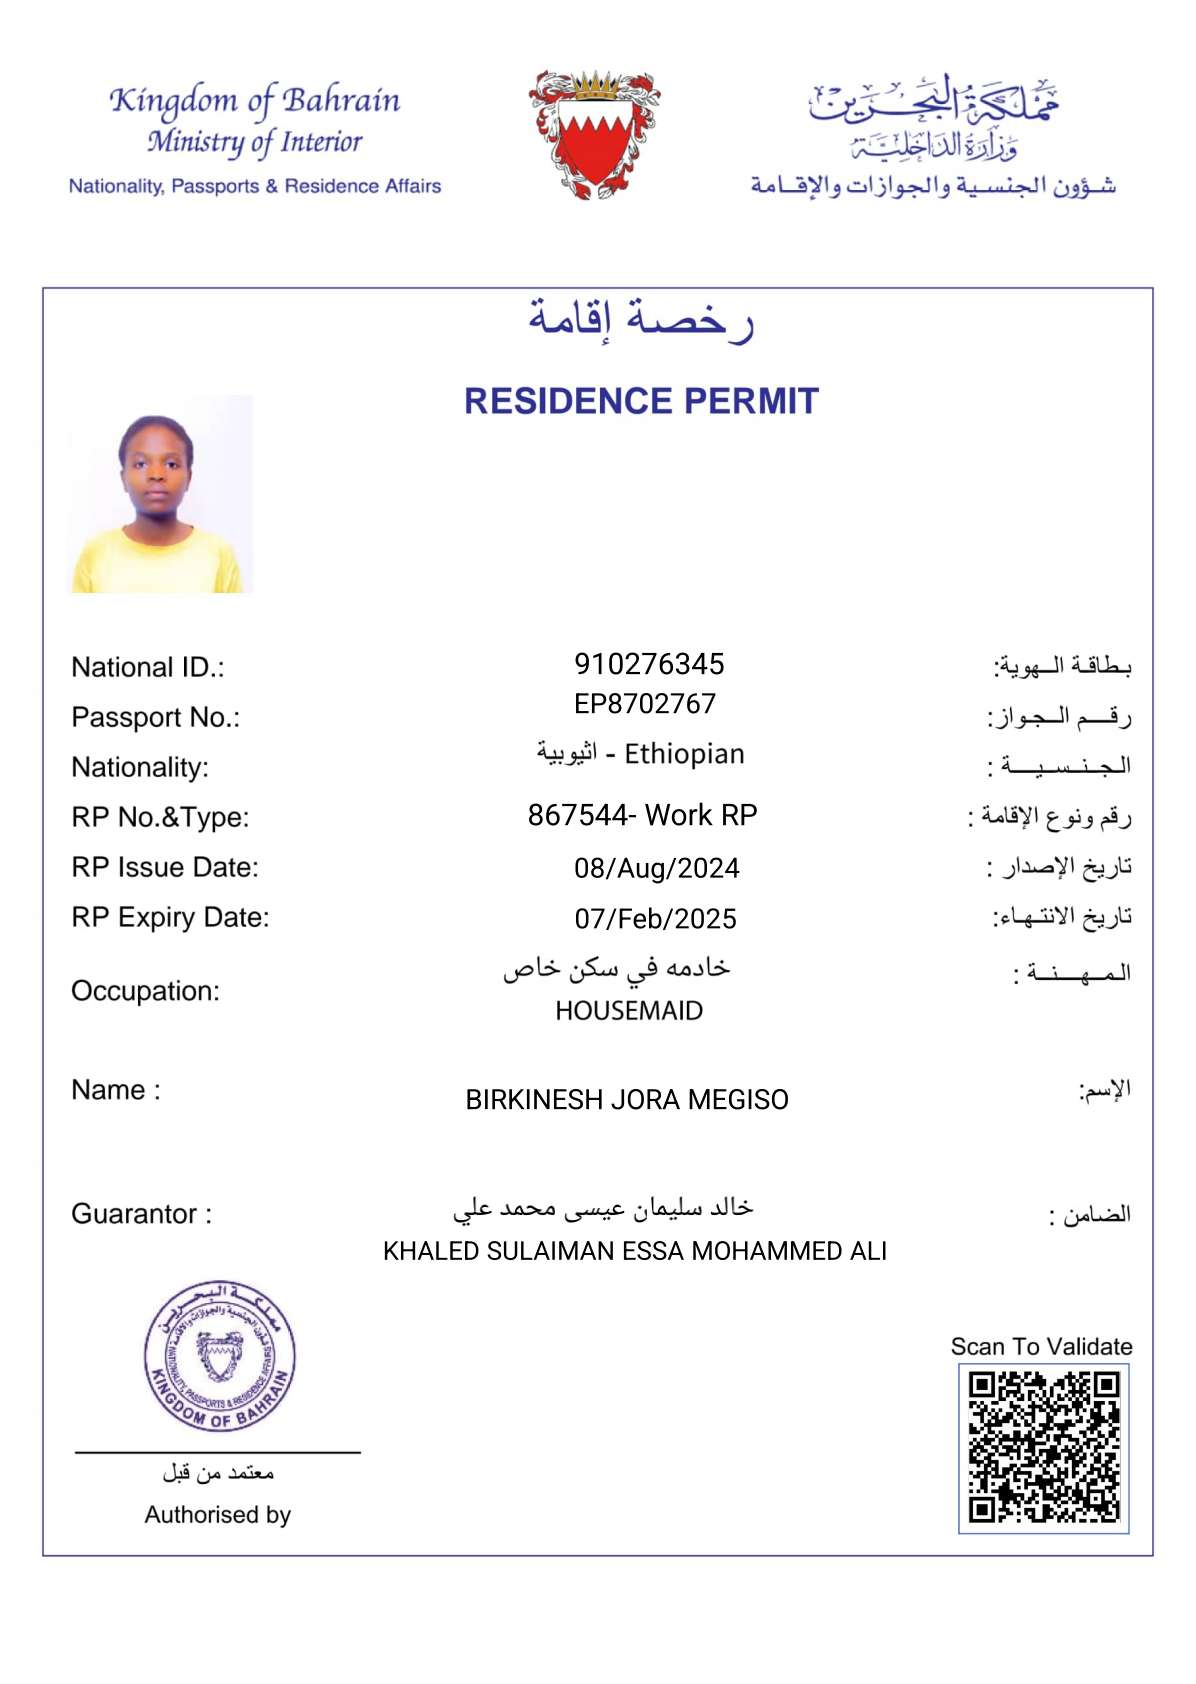 Kingdom of Bahrain
Ministry of Interior
Nationality, Passports & Residence Affairs
مملكة البحرين
وزارة الداخلية
شؤون الجنسية والجوازات والإقامة
رخصة إقامة
RESIDENCE PERMIT
National ID.: 910276345 بطاقة الهوية:
Passport No.: EP8702767 رقم الجواز:
Nationality: اثيوبية - Ethiopian الجنسية :
RP No.&Type: 867544- Work RP رقم ونوع الإقامة :
RP Issue Date: 08/Aug/2024 تاريخ الإصدار :
RP Expiry Date: 07/Feb/2025 تاريخ الانتهاء:
خادمه في سكن خاص المهنة :
Occupation: HOUSEMAID
Name : BIRKINESH JORA MEGISO الإسم:
Guarantor : خالد سليمان عيسى محمد علي الضامن :
KHALED SULAIMAN ESSA MOHAMMED ALI
مملكة البحرين
شؤون الجنسية والجوازات والإقامة
NATIONALITY, PASSPORTS & RESIDENCE AFFAIRS
KINGDOM OF BAHRAIN
Scan To Validate
معتمد من قبل
Authorised by